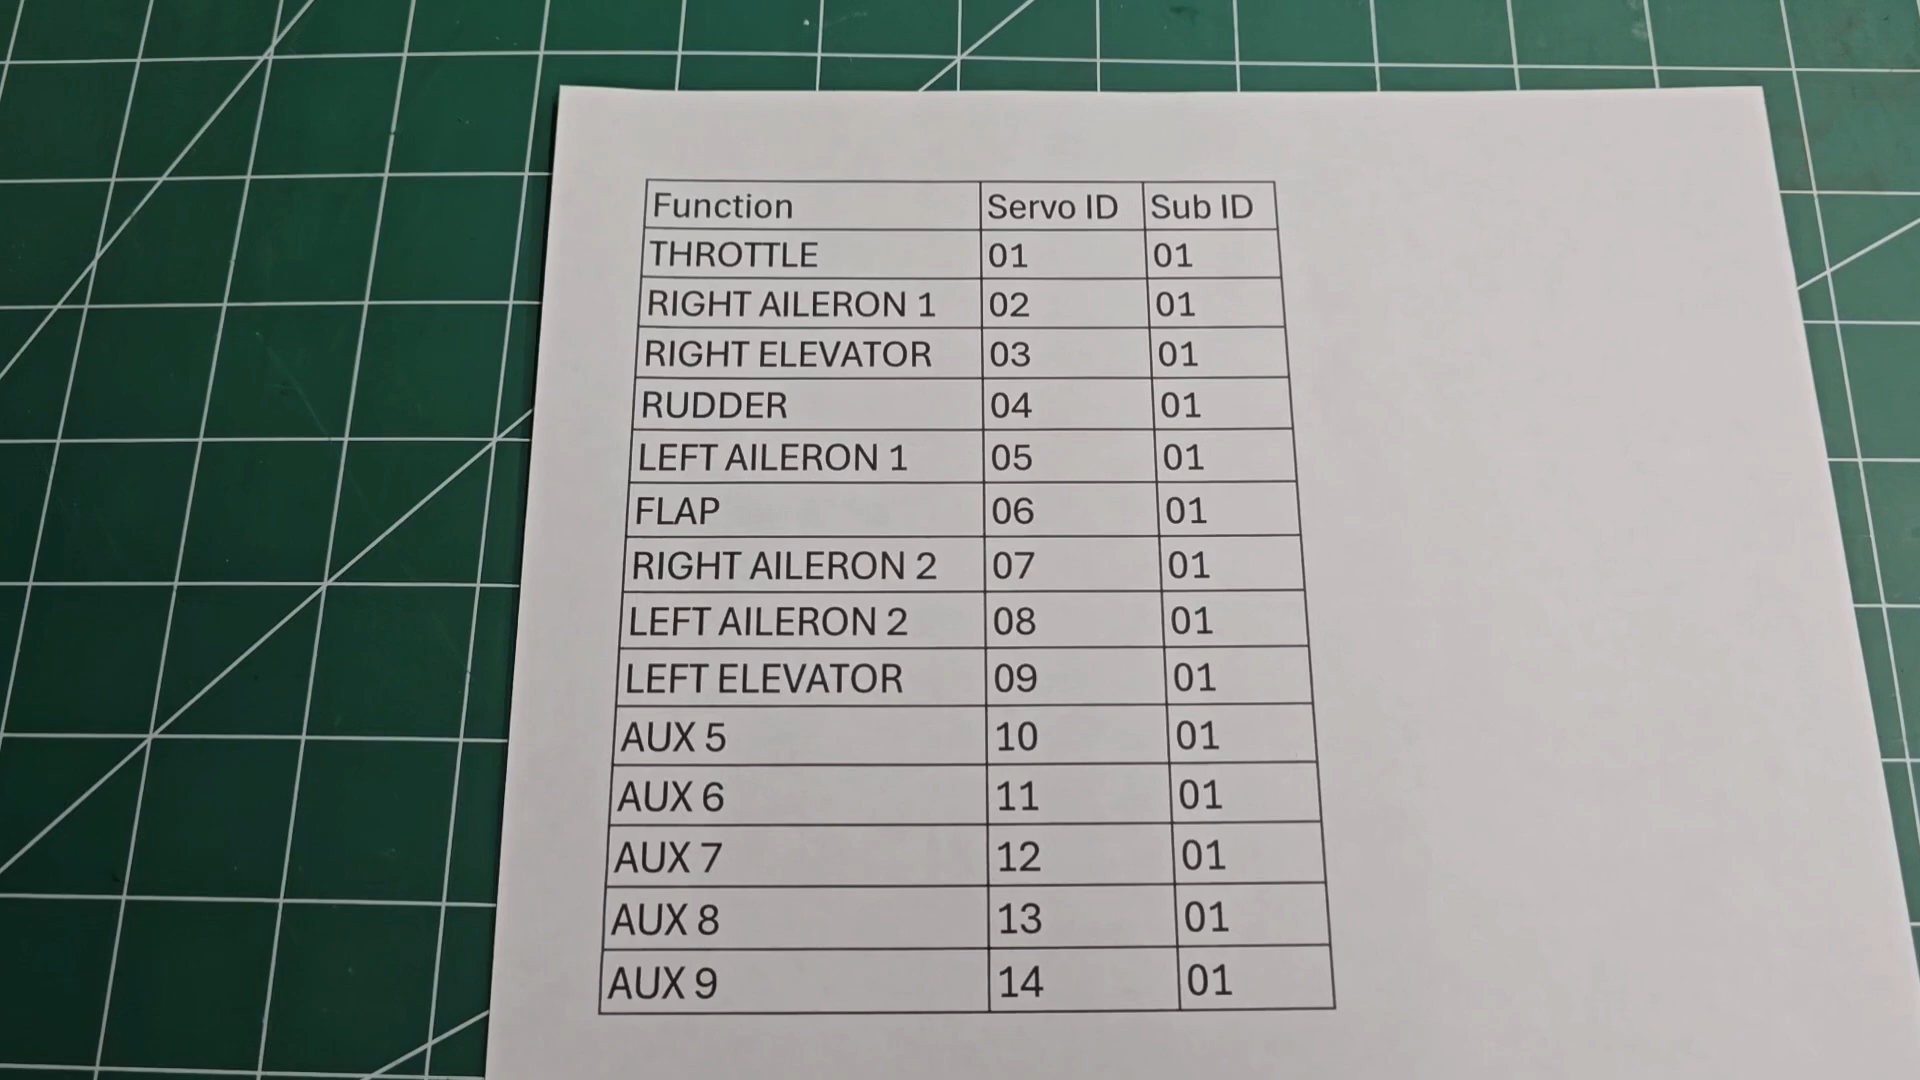 Function Servo ID Sub ID
THROTTLE 01 01
RIGHT AILERON 1 02 01
RIGHT ELEVATOR 03 01
RUDDER 04 01
LEFT AILERON 1 05 01
FLAP 06 01
RIGHT AILERON 2 07 01
LEFT AILERON 2 08 01
LEFT ELEVATOR 09 01
AUX 5 10 01
AUX 6 11 01
AUX 7 12 01
AUX 8 13 01
AUX 9 14 01